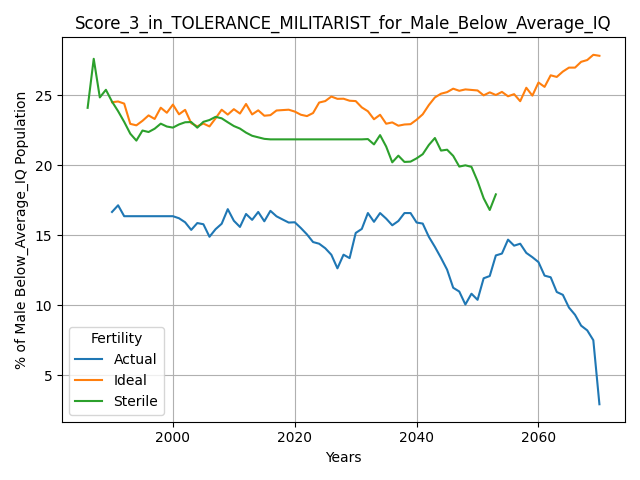 Score_3_in_TOLERANCE_MILITARIST_for_Male_Below_Average_IQ
% of Male Below_Average_IQ Population
25
20
15
10
5
Fertility
Actual
Ideal
Sterile
2000
2020
2040
2060
Years